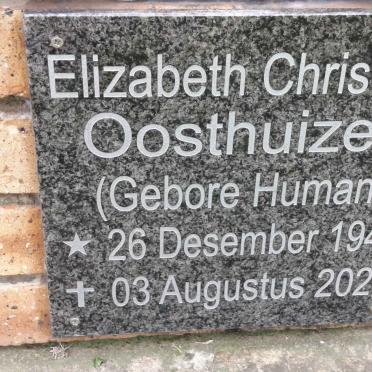 Elizabeth Chris
Oosthuize
(Gebore Human
★ 26 Desember 194
✝ 03 Augustus 202